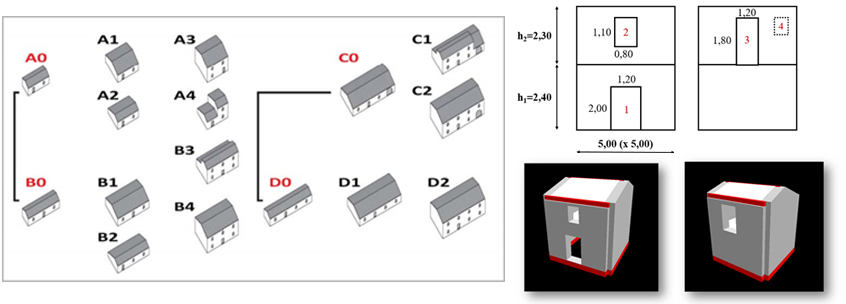 A0
A1
A2
A3
A4
B3
B0
B1
B2
B4
C0
C1
C2
D0
D1
D2
h₂=2,30
h₁=2,40
1,10
2
0,80
1,20
2,00
1
5,00 (x 5,00)
1,20
1,80
3
4